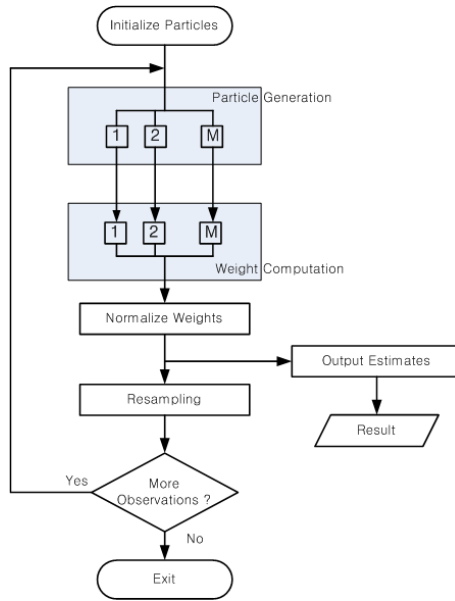 Initialize Particles
Particle Generation
1 2 M
1 2 M
Weight Computation
Normalize Weights
Output Estimates
Resampling
Result
Yes
More
Observations ?
No
Exit